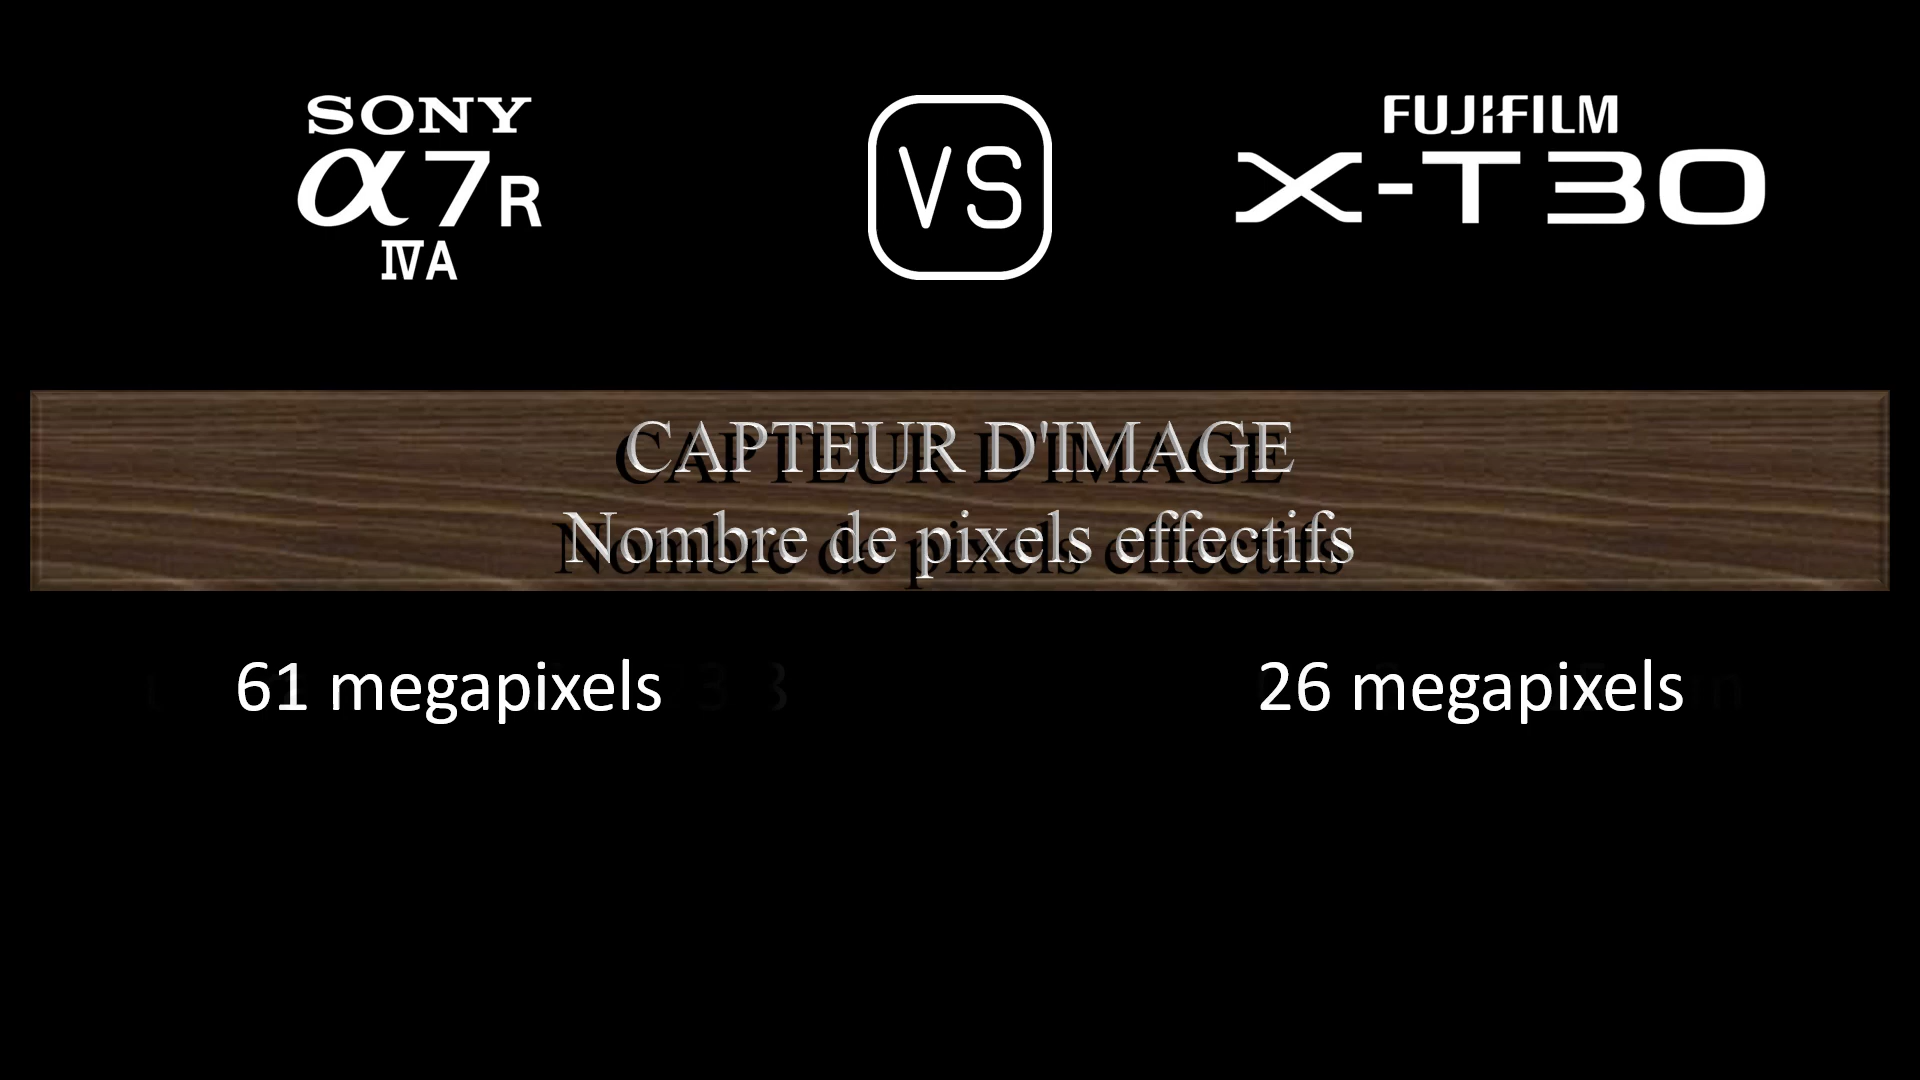 SONY
α7R
IVA
VS
FUJIFILM
X-T30
CAPTEUR D'IMAGE
Nombre de pixels effectifs
61 megapixels
26 megapixels